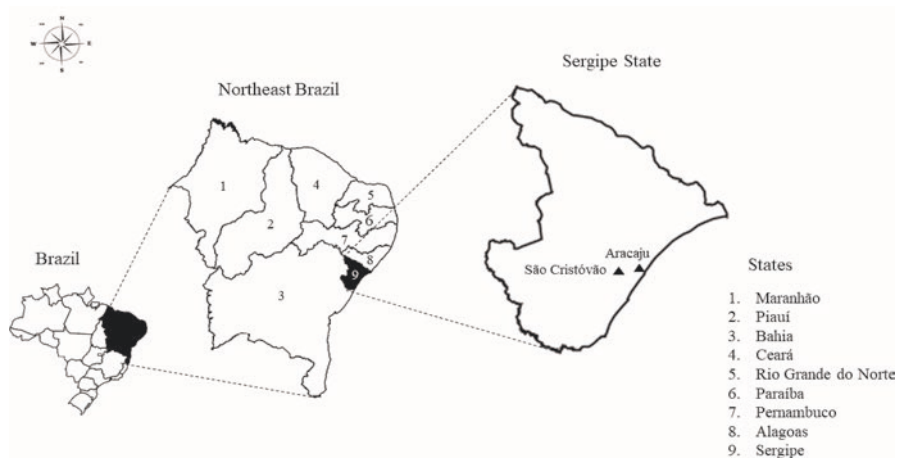 N
W
E
S
Sergipe State
Northeast Brazil
1
4
5
6
2
7
8
9
3
Brazil
Aracaju
São Cristóvão
States
1. Maranhão
2. Piauí
3. Bahia
4. Ceará
5. Rio Grande do Norte
6. Paraíba
7. Pernambuco
8. Alagoas
9. Sergipe